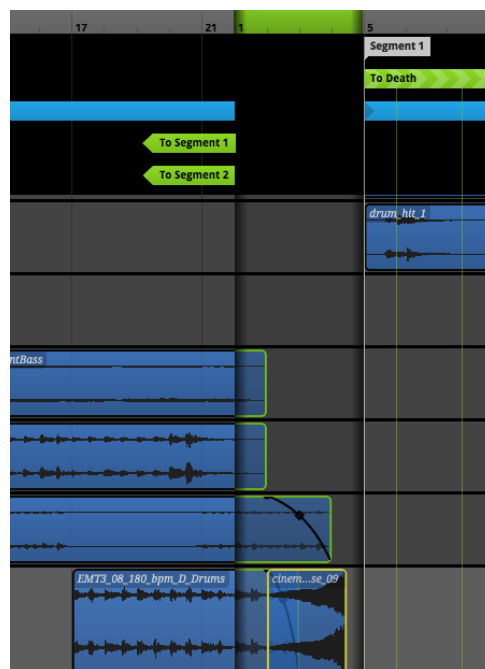 17 21 1 5
Segment 1
To Death
To Segment 1
To Segment 2
drum_hit_1
ntBass
EMT3_08_180_bpm_D_Drums cinem...se_09